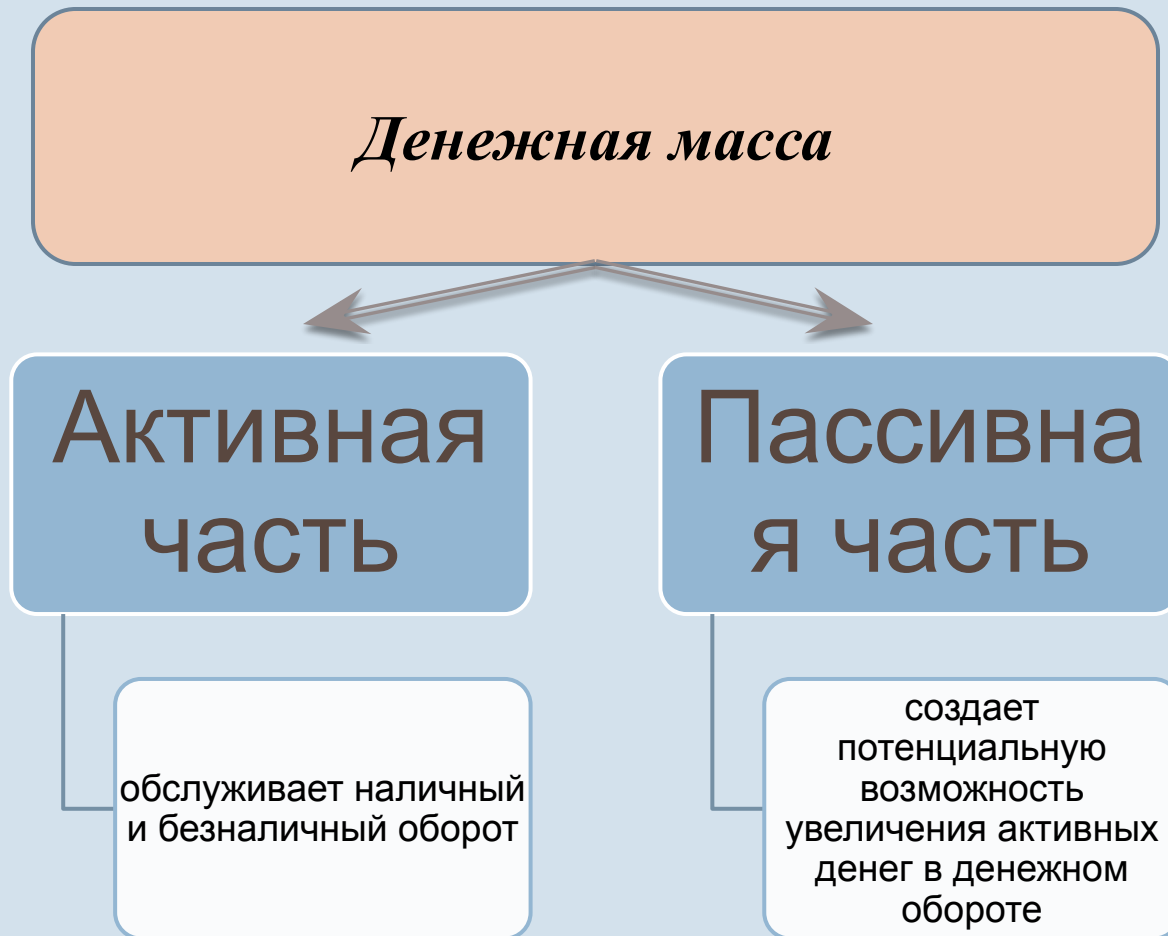 Денежная масса
Активная
часть
Пассивна
я часть
обслуживает наличный
и безналичный оборот
создает
потенциальную
возможность
увеличения активных
денег в денежном
обороте